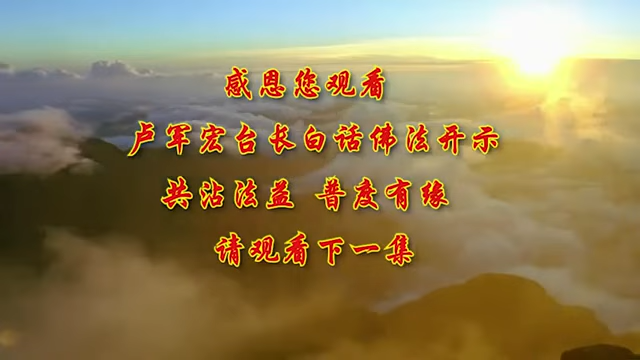 感恩您观看
卢军宏台长白话佛法开示
共沾法益 普度有缘
请观看下一集